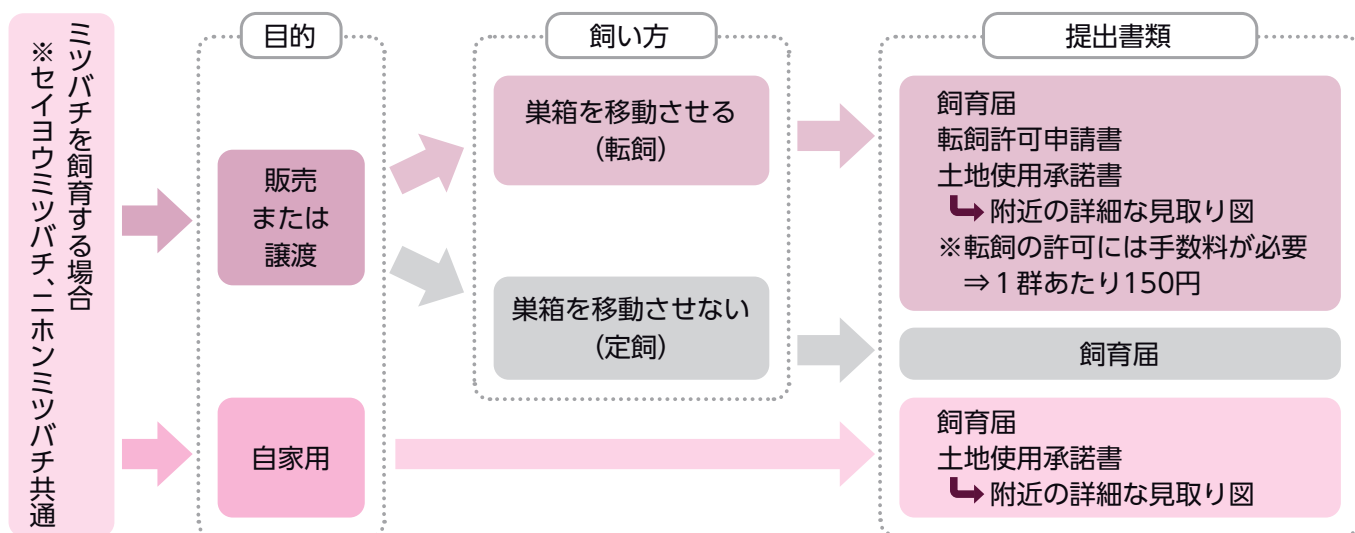 ミツバチを飼育する場合
※セイヨウミツバチ、ニホンミツバチ共通
目的
販売
または
譲渡
自家用
飼い方
巣箱を移動させる
（転飼）
巣箱を移動させない
（定飼）
提出書類
飼育届
転飼許可申請書
土地使用承諾書
附近の詳細な見取り図
※転飼の許可には手数料が必要
⇒１群あたり150円
飼育届
飼育届
土地使用承諾書
附近の詳細な見取り図